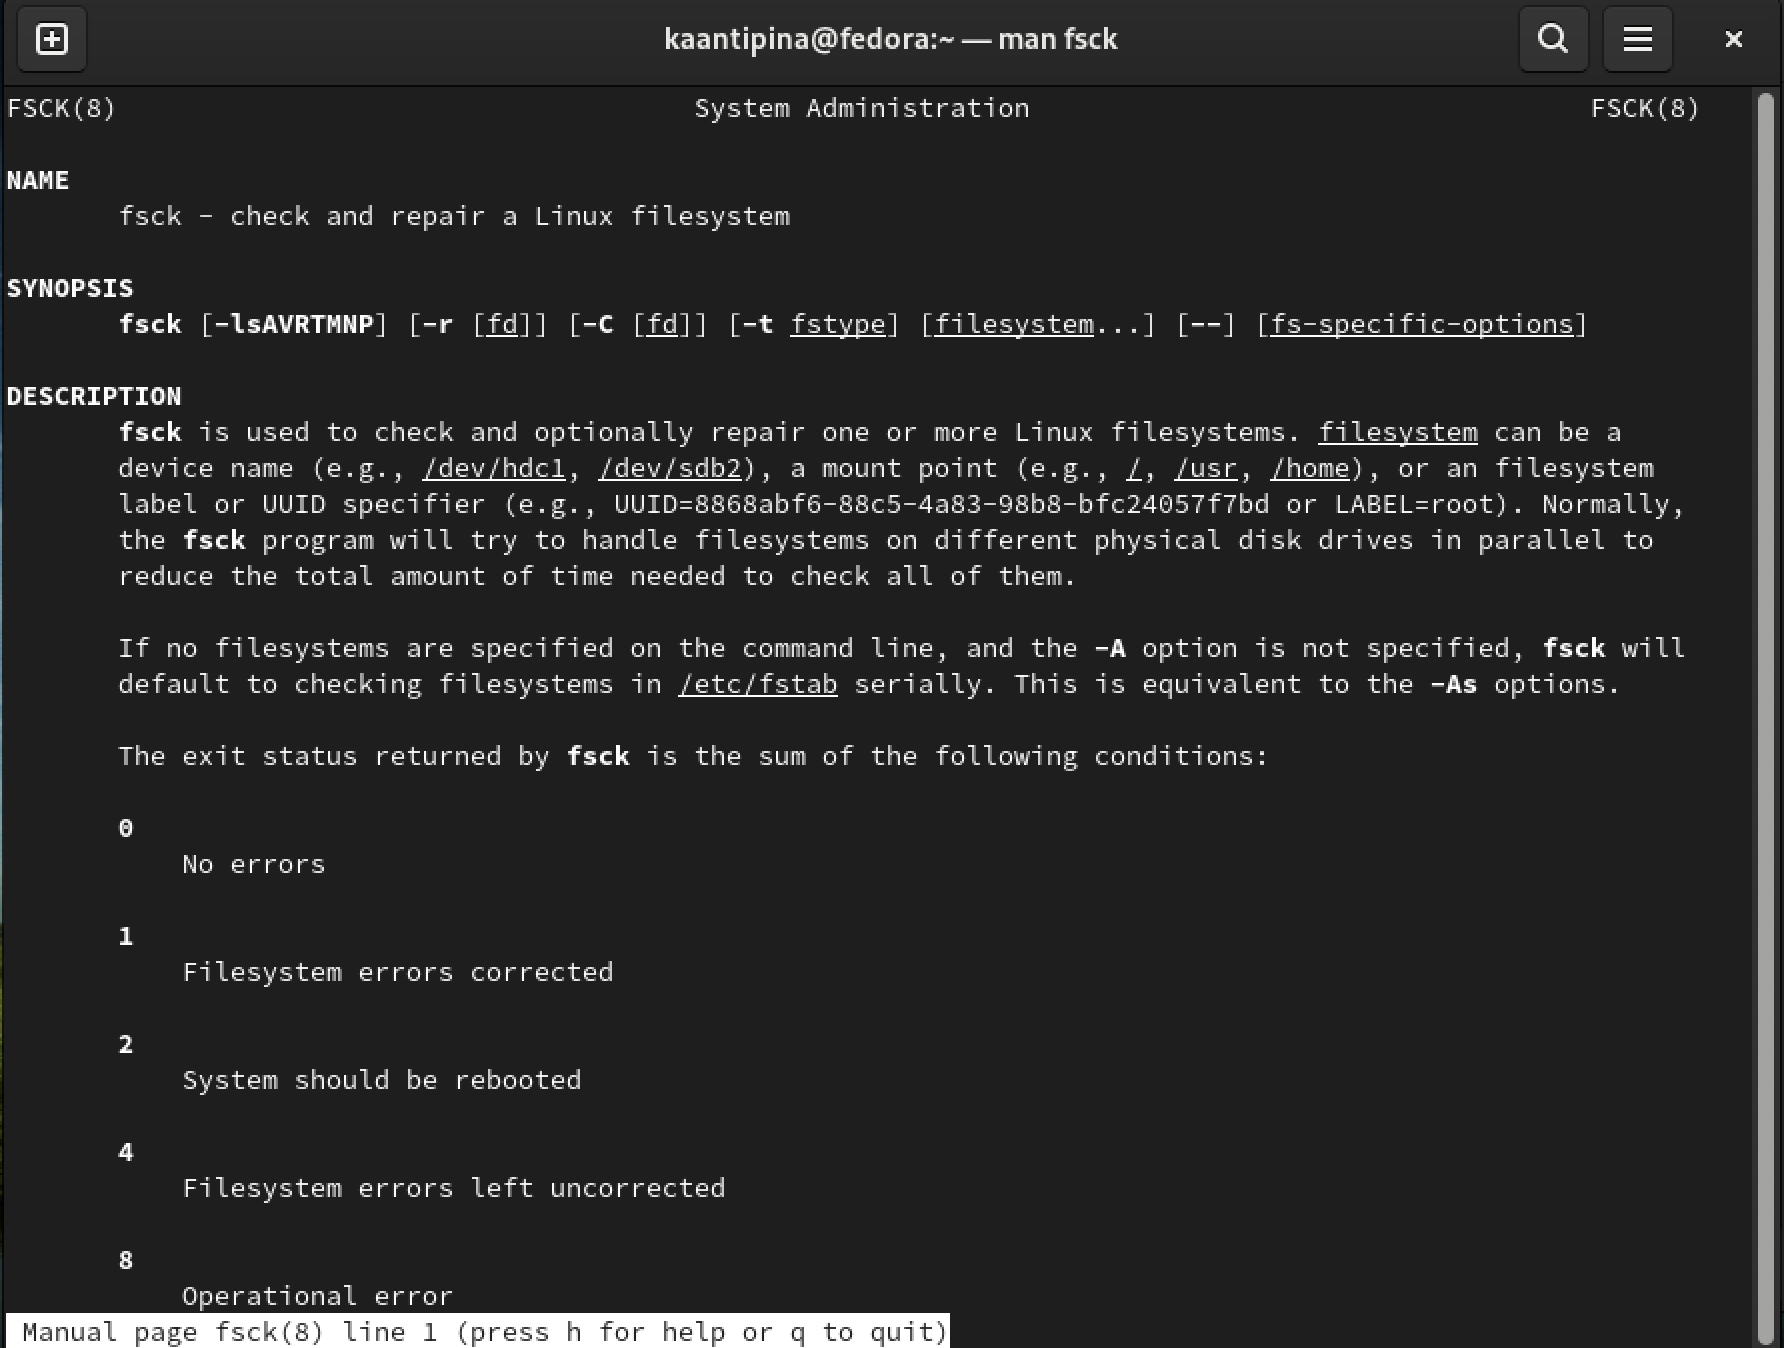 kaantipina@fedora:~ — man fsck
FSCK(8) System Administration FSCK(8)
NAME
fsck - check and repair a Linux filesystem
SYNOPSIS
fsck [-lsAVRTMNP] [-r [fd]] [-C [fd]] [-t fstype] [filesystem...] [--] [fs-specific-options]
DESCRIPTION
fsck is used to check and optionally repair one or more Linux filesystems. filesystem can be a
device name (e.g., /dev/hdc1, /dev/sdb2), a mount point (e.g., /, /usr, /home), or an filesystem
label or UUID specifier (e.g., UUID=8868abf6-88c5-4a83-98b8-bfc24057f7bd or LABEL=root). Normally,
the fsck program will try to handle filesystems on different physical disk drives in parallel to
reduce the total amount of time needed to check all of them.
If no filesystems are specified on the command line, and the -A option is not specified, fsck will
default to checking filesystems in /etc/fstab serially. This is equivalent to the -As options.
The exit status returned by fsck is the sum of the following conditions:
0
No errors
1
Filesystem errors corrected
2
System should be rebooted
4
Filesystem errors left uncorrected
8
Operational error
Manual page fsck(8) line 1 (press h for help or q to quit)